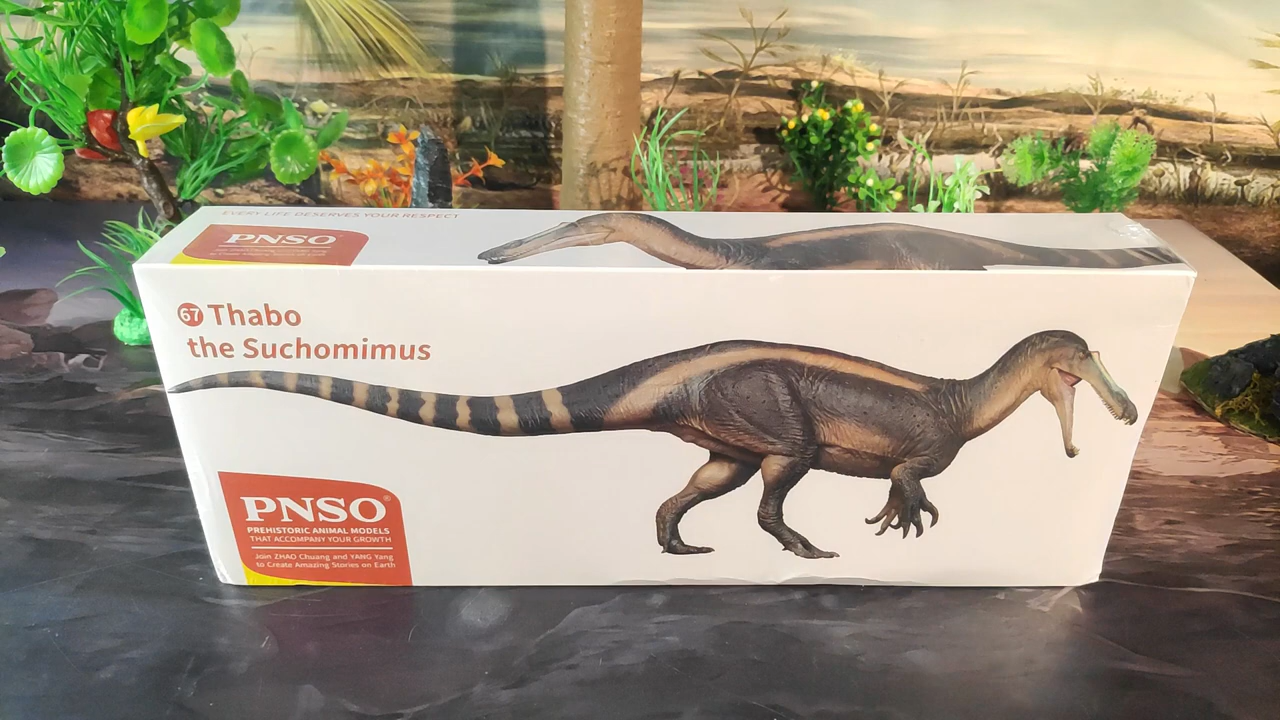 EVERY LIFE DESERVES YOUR RESPECT
PNSO
67 Thabo
the Suchomimus
PNSO®
PREHISTORIC ANIMAL MODELS
THAT ACCOMPANY YOUR GROWTH
Join ZHAO Chuang and YANG Yang
to Create Amazing Stories on Earth